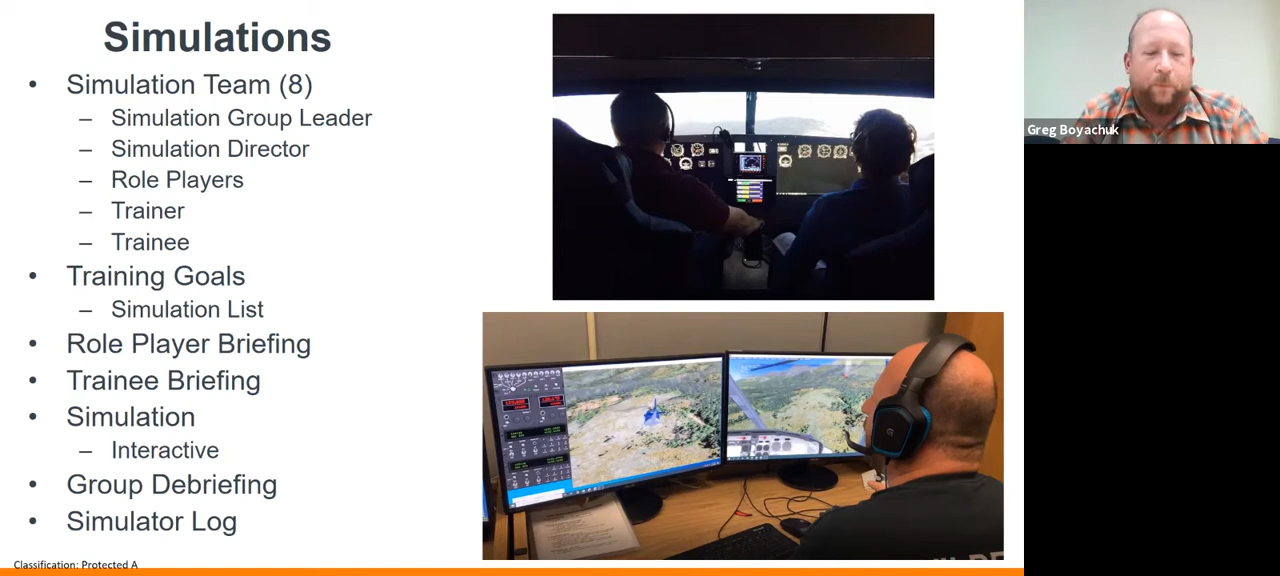 Simulations
• Simulation Team (8)
– Simulation Group Leader
– Simulation Director
– Role Players
– Trainer
– Trainee
• Training Goals
– Simulation List
• Role Player Briefing
• Trainee Briefing
• Simulation
– Interactive
• Group Debriefing
• Simulator Log
Classification: Protected A
Greg Boyachuk